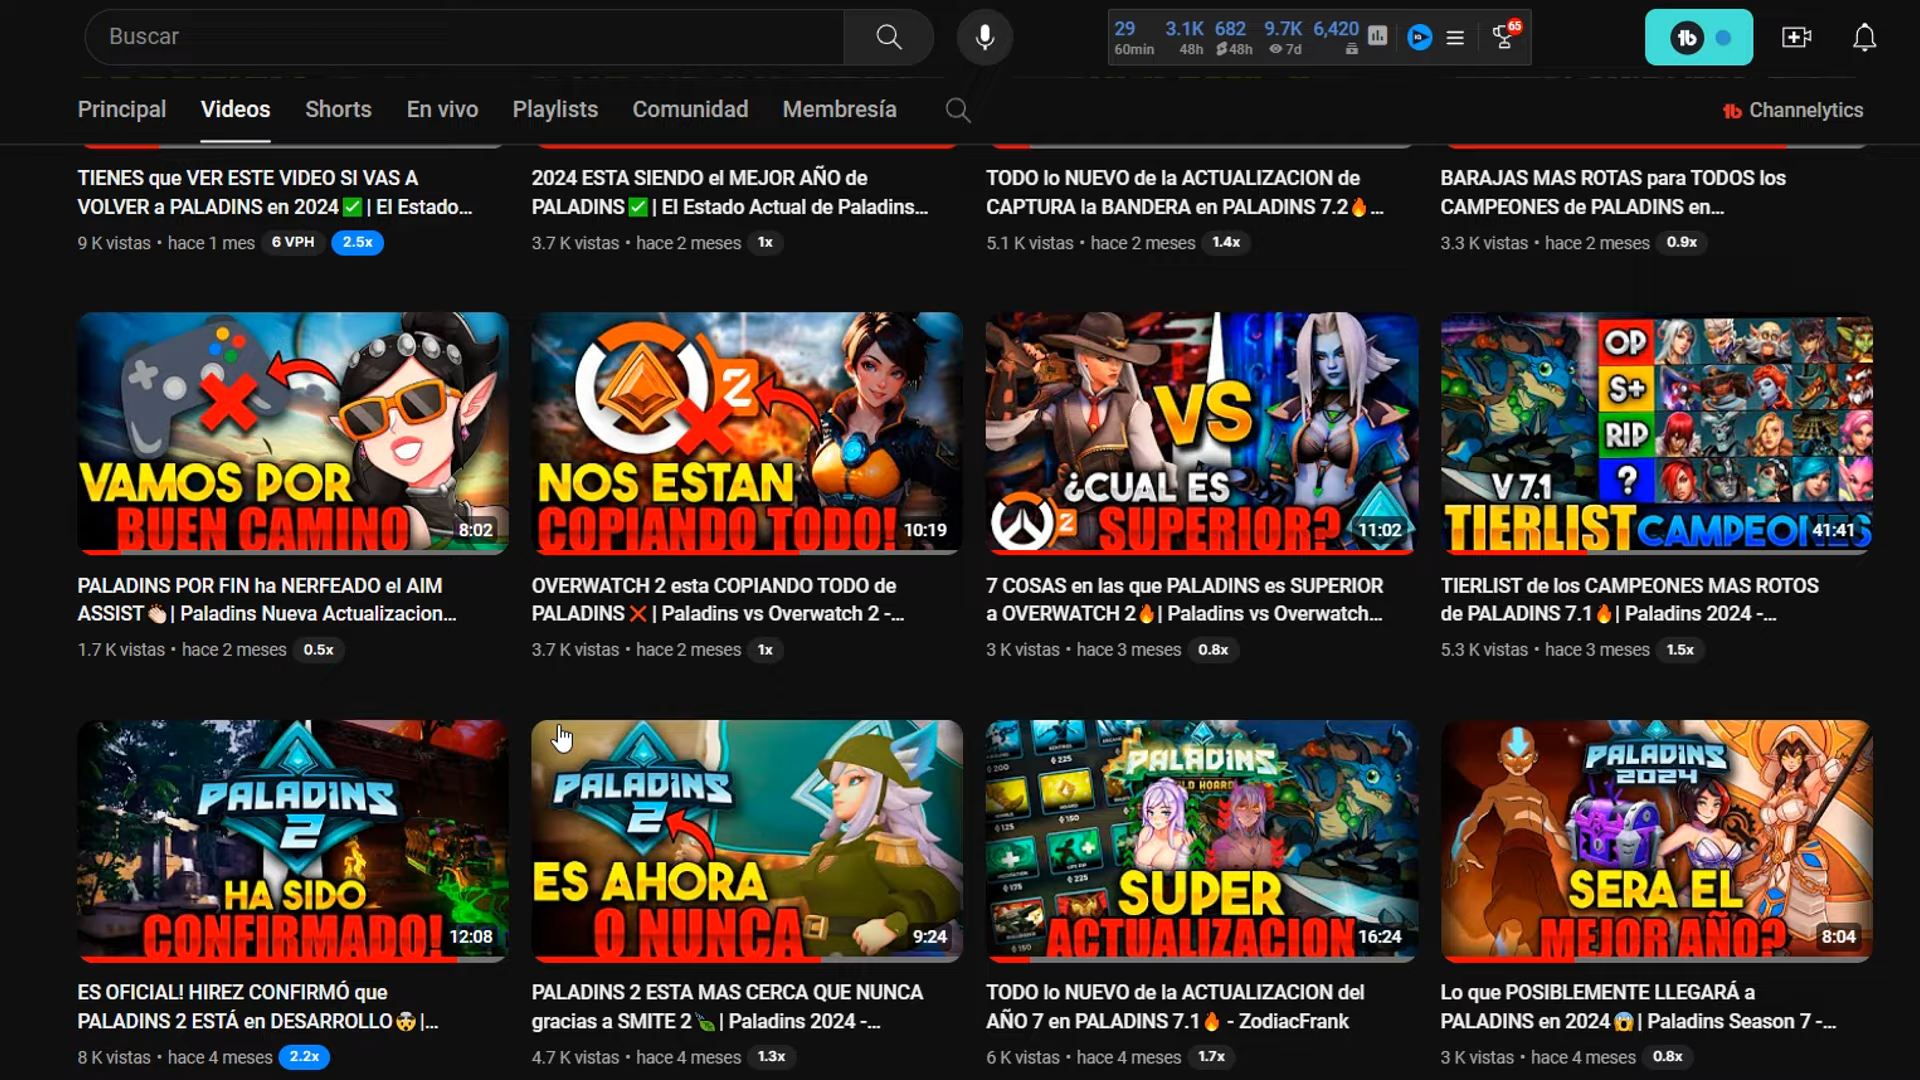 Buscar
29 3.1K 682 9.7K 6,420
60min 48h 48h 7d
65
Principal Videos Shorts En vivo Playlists Comunidad Membresía
Channelytics
TIENES que VER ESTE VIDEO SI VAS A
VOLVER a PALADINS en 2024✅ | El Estado...
9 K vistas • hace 1 mes 6 VPH 2.5x
2024 ESTA SIENDO el MEJOR AÑO de
PALADINS✅ | El Estado Actual de Paladins...
3.7 K vistas • hace 2 meses 1x
TODO lo NUEVO de la ACTUALIZACION de
CAPTURA la BANDERA en PALADINS 7.2🔥...
5.1 K vistas • hace 2 meses 1.4x
BARAJAS MAS ROTAS para TODOS los
CAMPEONES de PALADINS en...
3.3 K vistas • hace 2 meses 0.9x
VAMOS POR
BUEN CAMINO
8:02
PALADINS POR FIN ha NERFEADO el AIM
ASSIST👏🏻 | Paladins Nueva Actualizacion...
1.7 K vistas • hace 2 meses 0.5x
2
NOS ESTAN
COPIANDO TODO!
10:19
OVERWATCH 2 esta COPIANDO TODO de
PALADINS ❌ | Paladins vs Overwatch 2 -...
3.7 K vistas • hace 2 meses 1x
VS
¿CUAL ES
2 SUPERIOR?
11:02
7 COSAS en las que PALADINS es SUPERIOR
a OVERWATCH 2🔥| Paladins vs Overwatch...
3 K vistas • hace 3 meses 0.8x
OP
S+
RIP
?
V 7.1
TIERLIST CAMPEONES
41:41
TIERLIST de los CAMPEONES MAS ROTOS
de PALADINS 7.1🔥| Paladins 2024 -...
5.3 K vistas • hace 3 meses 1.5x
PALADINS
2
HA SIDO
CONFIRMADO!
12:08
ES OFICIAL! HIREZ CONFIRMÓ que
PALADINS 2 ESTÁ en DESARROLLO🤯|...
8 K vistas • hace 4 meses 2.2x
PALADINS
2
ES AHORA
O NUNCA
9:24
PALADINS 2 ESTA MAS CERCA QUE NUNCA
gracias a SMITE 2🍃 | Paladins 2024 -...
4.7 K vistas • hace 4 meses 1.3x
200
225
PALADINS
125
150
175
225
150
SUPER
ACTUALIZACION
16:24
TODO lo NUEVO de la ACTUALIZACION del
AÑO 7 en PALADINS 7.1🔥 - ZodiacFrank
6 K vistas • hace 4 meses 1.7x
PALADINS
2024
SERA EL
MEJOR AÑO?
8:04
Lo que POSIBLEMENTE LLEGARÁ a
PALADINS en 2024😱| Paladins Season 7 -...
3 K vistas • hace 4 meses 0.8x